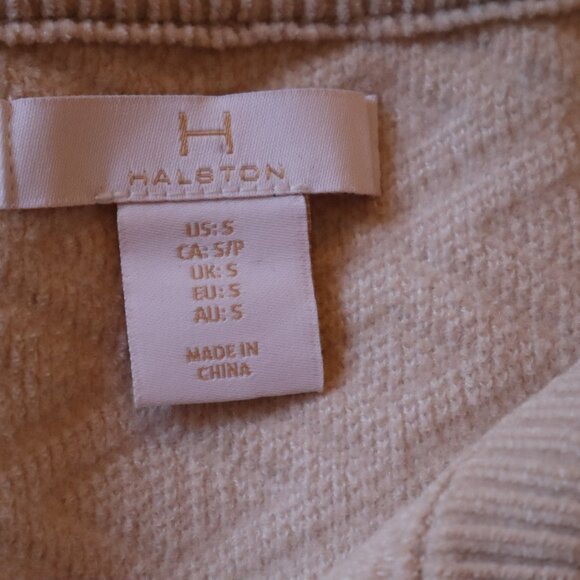 H
HALSTON
US: S
CA: S/P
UK: S
EU: S
AU: S
MADE IN
CHINA